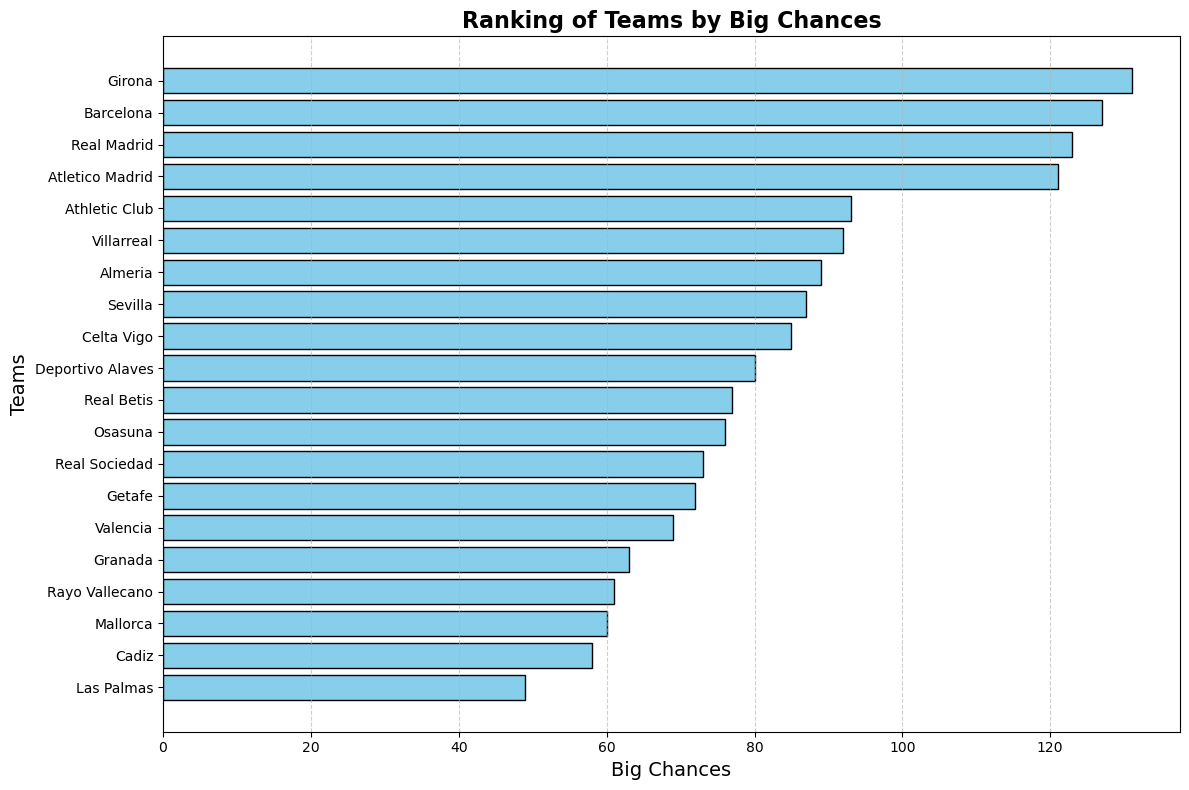 Ranking of Teams by Big Chances
Teams
Girona
Barcelona
Real Madrid
Atletico Madrid
Athletic Club
Villarreal
Almeria
Sevilla
Celta Vigo
Deportivo Alaves
Real Betis
Osasuna
Real Sociedad
Getafe
Valencia
Granada
Rayo Vallecano
Mallorca
Cadiz
Las Palmas
0 20 40 60 80 100 120
Big Chances